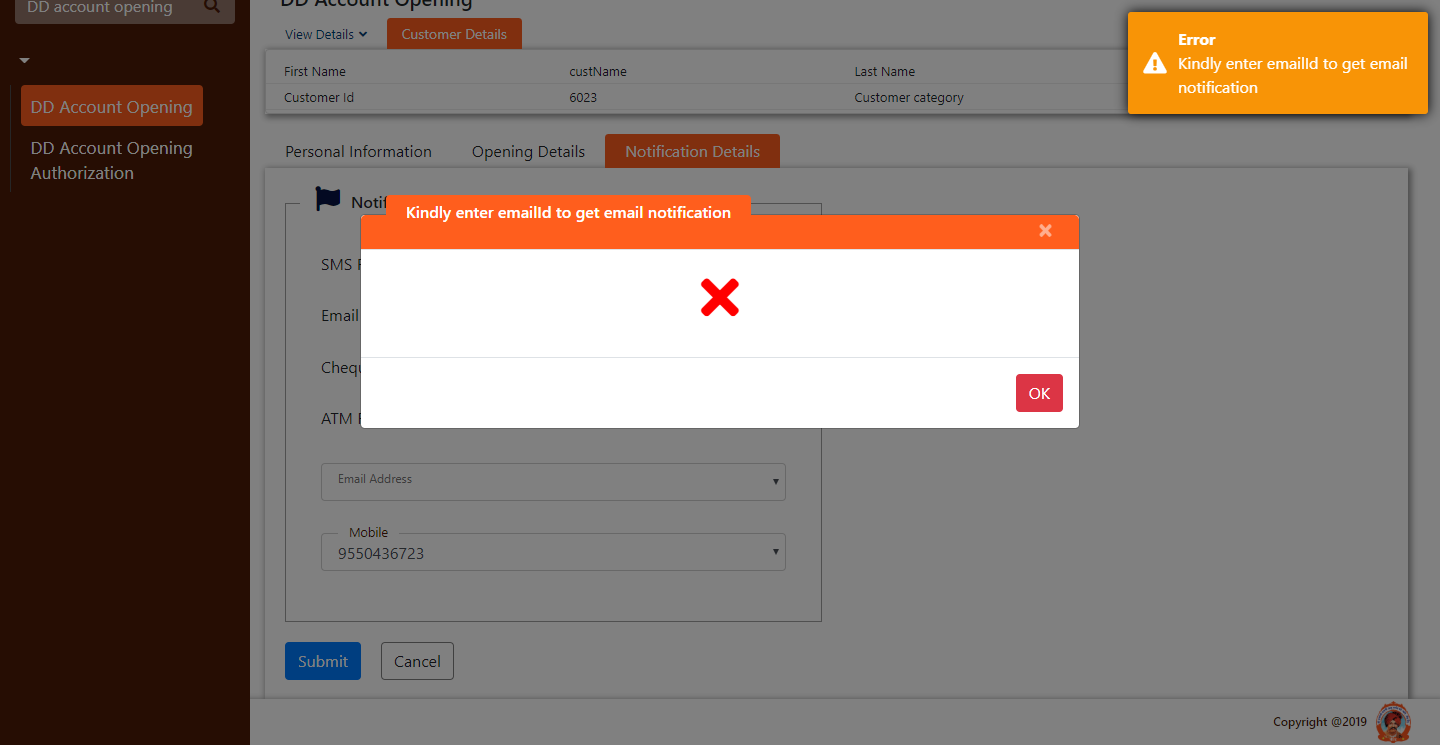 DD account opening
DD Account Opening
DD Account Opening
Authorization
DD Account Opening
View Details
Customer Details
First Name
custName
Last Name
Customer Id
6023
Customer category
Error
Kindly enter emailId to get email
notification
Personal Information
Opening Details
Notification Details
Kindly enter emailId to get email notification
×
OK
SMS
Email
ATM
Email Address
Mobile
9550436723
Submit
Cancel
Copyright @2019